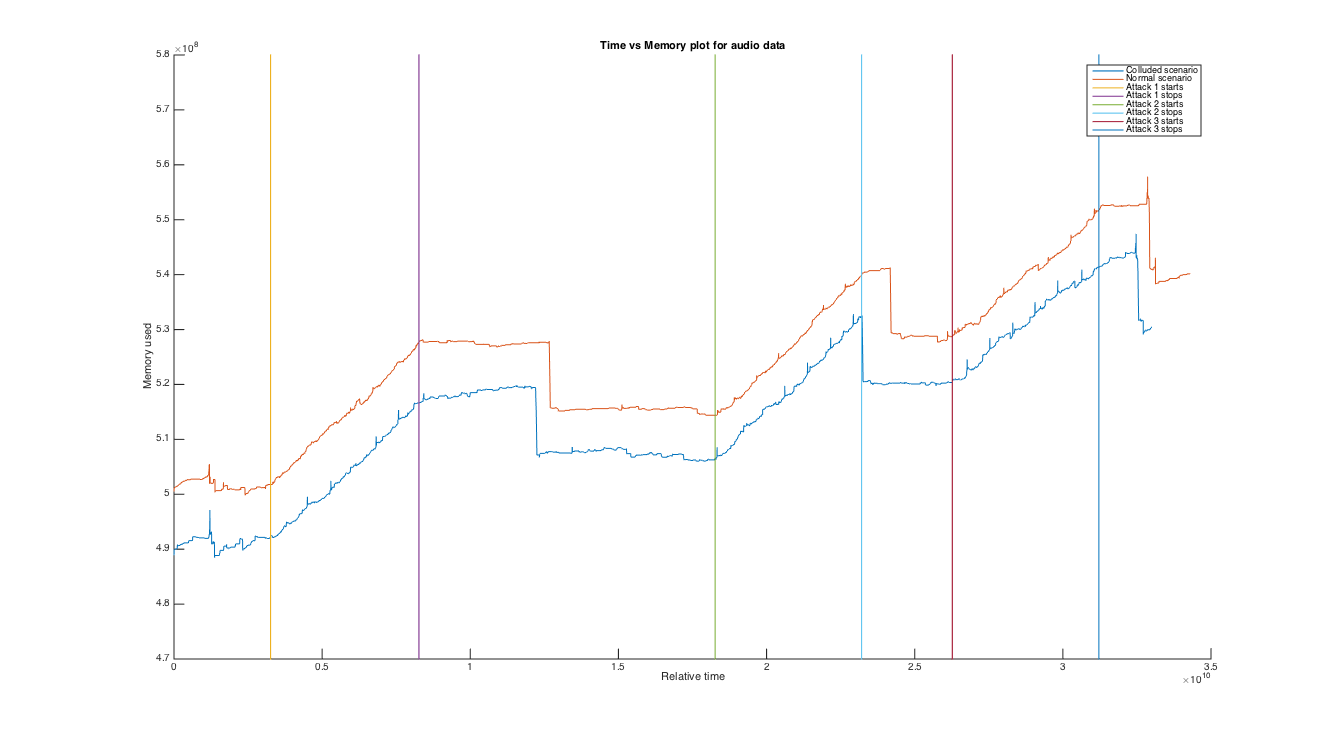 Time vs Memory plot for audio data
×10^8
5.8
5.7
5.6
5.5
5.4
5.3
5.2
5.1
5
4.9
4.8
4.7
Memory used
Colluded scenario
Normal scenario
Attack 1 starts
Attack 1 stops
Attack 2 starts
Attack 2 stops
Attack 3 starts
Attack 3 stops
0 0.5 1 1.5 2 2.5 3 3.5
Relative time
×10^10